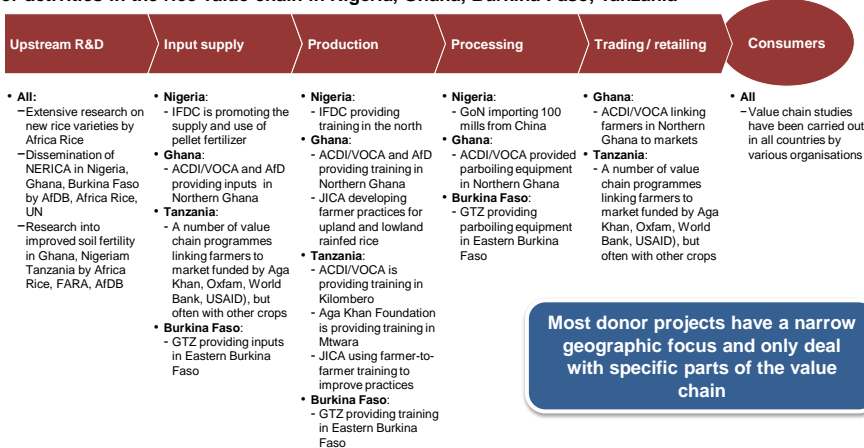 or activities in the rice value chain in Nigeria, Ghana, Burkina Faso, Tanzania
Upstream R&D
Input supply
Production
Processing
Trading / retailing
Consumers
• All:
–Extensive research on
new rice varieties by
Africa Rice
–Dissemination of
NERICA in Nigeria,
Ghana, Burkina Faso
by AfDB, Africa Rice,
UN
–Research into
improved soil fertility
in Ghana, Nigeriam
Tanzania by Africa
Rice, FARA, AfDB
• Nigeria:
- IFDC is promoting the
supply and use of
pellet fertilizer
• Ghana:
- ACDI/VOCA and AfD
providing inputs in
Northern Ghana
• Tanzania:
- A number of value
chain programmes
linking farmers to
market funded by Aga
Khan, Oxfam, World
Bank, USAID), but
often with other crops
• Burkina Faso:
- GTZ providing inputs
in Eastern Burkina
Faso
• Nigeria:
- IFDC providing
training in the north
• Ghana:
- ACDI/VOCA and AfD
providing training in
Northern Ghana
- JICA developing
farmer practices for
upland and lowland
rainfed rice
• Tanzania:
- ACDI/VOCA is
providing training in
Kilombero
- Aga Khan Foundation
is providing training in
Mtwara
- JICA using farmer-to-
farmer training to
improve practices
• Burkina Faso:
- GTZ providing training
in Eastern Burkina
Faso
• Nigeria:
- GoN importing 100
mills from China
• Ghana:
- ACDI/VOCA provided
parboiling equipment
in Northern Ghana
• Burkina Faso:
- GTZ providing
parboiling equipment
in Eastern Burkina
Faso
• Ghana:
- ACDI/VOCA linking
farmers in Northern
Ghana to markets
• Tanzania:
- A number of value
chain programmes
linking farmers to
market funded by Aga
Khan, Oxfam, World
Bank, USAID), but
often with other crops
• All
–Value chain studies
have been carried out
in all countries by
various organisations
Most donor projects have a narrow
geographic focus and only deal
with specific parts of the value
chain